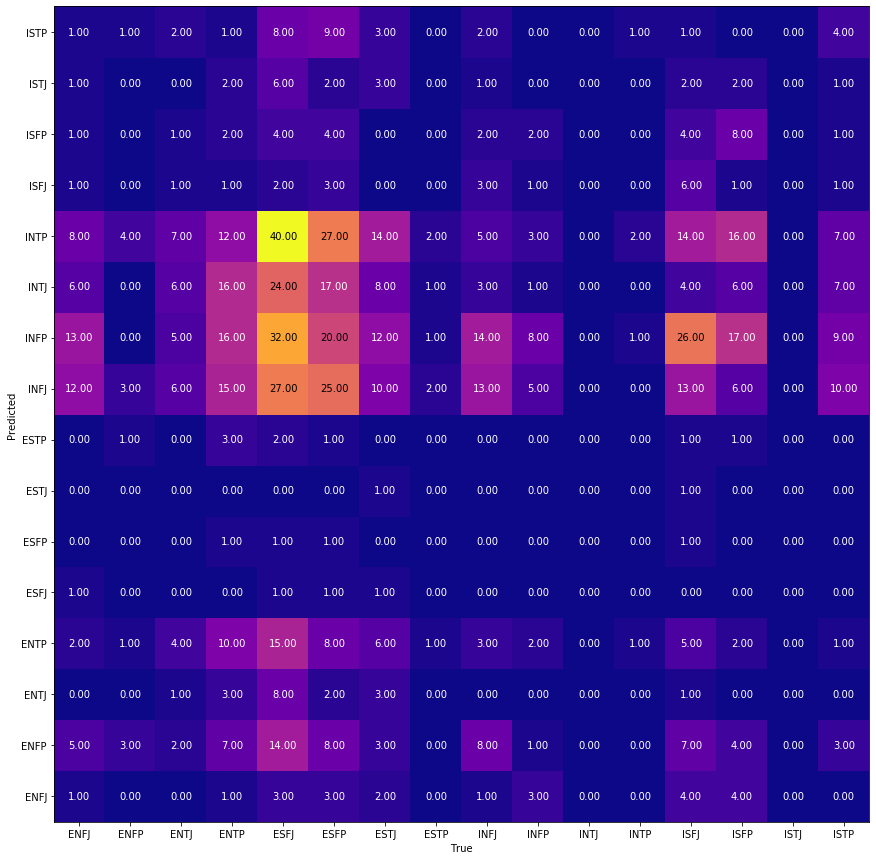 ISTP 1.00 1.00 2.00 1.00 8.00 9.00 3.00 0.00 2.00 0.00 0.00 1.00 1.00 0.00 0.00 4.00
ISTJ 1.00 0.00 0.00 2.00 6.00 2.00 3.00 0.00 1.00 0.00 0.00 0.00 2.00 2.00 0.00 1.00
ISFP 1.00 0.00 1.00 2.00 4.00 4.00 0.00 0.00 2.00 2.00 0.00 0.00 4.00 8.00 0.00 1.00
ISFJ 1.00 0.00 1.00 1.00 2.00 3.00 0.00 0.00 3.00 1.00 0.00 0.00 6.00 1.00 0.00 1.00
INTP 8.00 4.00 7.00 12.00 40.00 27.00 14.00 2.00 5.00 3.00 0.00 2.00 14.00 16.00 0.00 7.00
INTJ 6.00 0.00 6.00 16.00 24.00 17.00 8.00 1.00 3.00 1.00 0.00 0.00 4.00 6.00 0.00 7.00
INFP 13.00 0.00 5.00 16.00 32.00 20.00 12.00 1.00 14.00 8.00 0.00 1.00 26.00 17.00 0.00 9.00
INFJ 12.00 3.00 6.00 15.00 27.00 25.00 10.00 2.00 13.00 5.00 0.00 0.00 13.00 6.00 0.00 10.00
Predicted
ESTP 0.00 1.00 0.00 3.00 2.00 1.00 0.00 0.00 0.00 0.00 0.00 0.00 1.00 1.00 0.00 0.00
ESTJ 0.00 0.00 0.00 0.00 0.00 0.00 1.00 0.00 0.00 0.00 0.00 0.00 1.00 0.00 0.00 0.00
ESFP 0.00 0.00 0.00 1.00 1.00 1.00 0.00 0.00 0.00 0.00 0.00 0.00 1.00 0.00 0.00 0.00
ESFJ 1.00 0.00 0.00 0.00 1.00 1.00 1.00 0.00 0.00 0.00 0.00 0.00 0.00 0.00 0.00 0.00
ENTP 2.00 1.00 4.00 10.00 15.00 8.00 6.00 1.00 3.00 2.00 0.00 1.00 5.00 2.00 0.00 1.00
ENTJ 0.00 0.00 1.00 3.00 8.00 2.00 3.00 0.00 0.00 0.00 0.00 0.00 1.00 0.00 0.00 0.00
ENFP 5.00 3.00 2.00 7.00 14.00 8.00 3.00 0.00 8.00 1.00 0.00 0.00 7.00 4.00 0.00 3.00
ENFJ 1.00 0.00 0.00 1.00 3.00 3.00 2.00 0.00 1.00 3.00 0.00 0.00 4.00 4.00 0.00 0.00
ENFJ ENFP ENTJ ENTP ESFJ ESFP ESTJ ESTP INFJ INFP INTJ INTP ISFJ ISFP ISTJ ISTP
True